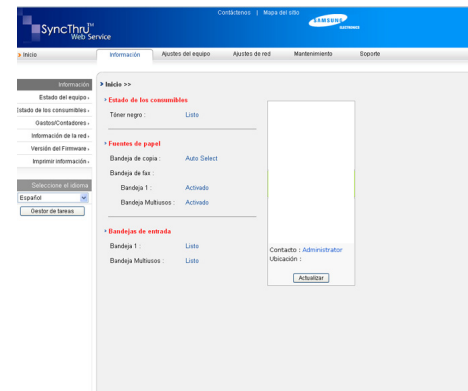 Contáctenos | Mapa del sitio
SyncThru™
Web Service
SAMSUNG
ELECTRONICS
> Inicio
Información
Ajustes del equipo
Ajustes de red
Mantenimiento
Soporte
Información
Estado del equipo
Estado de los consumibles
Gastos/Contadores
Información de la red
Versión del Firmware
Imprimir información
Seleccione el idioma
Español
Gestor de tareas
Inicio >>
Estado de los consumibles
Tóner negro : Listo
Fuentes de papel
Bandeja de copia : Auto Select
Bandeja de fax :
Bandeja 1 : Activado
Bandeja Multiusos : Activado
Bandejas de entrada
Bandeja 1 : Listo
Bandeja Multiusos : Listo
Contacto : Administrator
Ubicación :
Actualizar